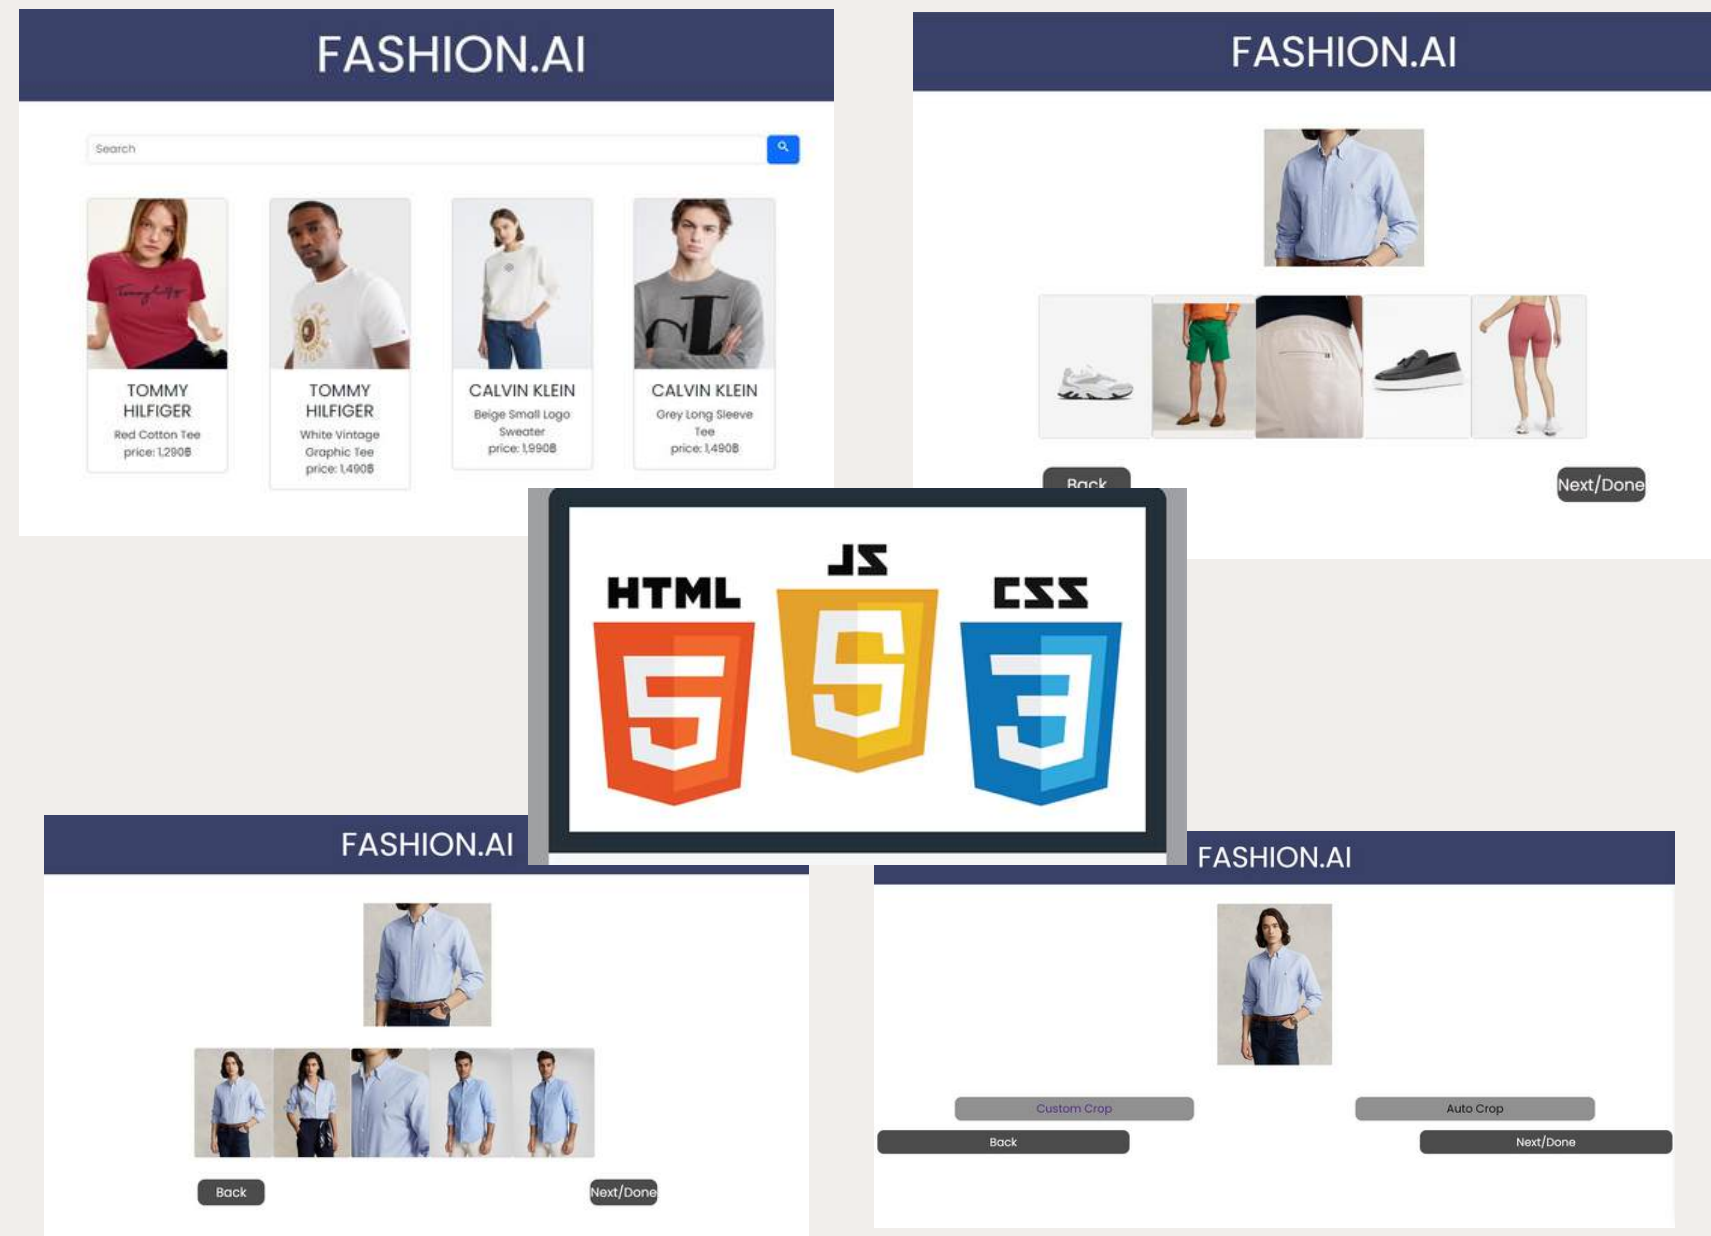 FASHION.AI
Search
TOMMY
HILFIGER
Red Cotton Tee
price: 1,290฿
TOMMY
HILFIGER
White Vintage
Graphic Tee
price: 1,490฿
CALVIN KLEIN
Beige Small Logo
Sweater
price: 1,990฿
CALVIN KLEIN
Grey Long Sleeve
Tee
price: 1,490฿
FASHION.AI
Back
Next/Done
HTML
JS
CSS
FASHION.AI
Back
Next/Done
FASHION.AI
Custom Crop
Auto Crop
Back
Next/Done